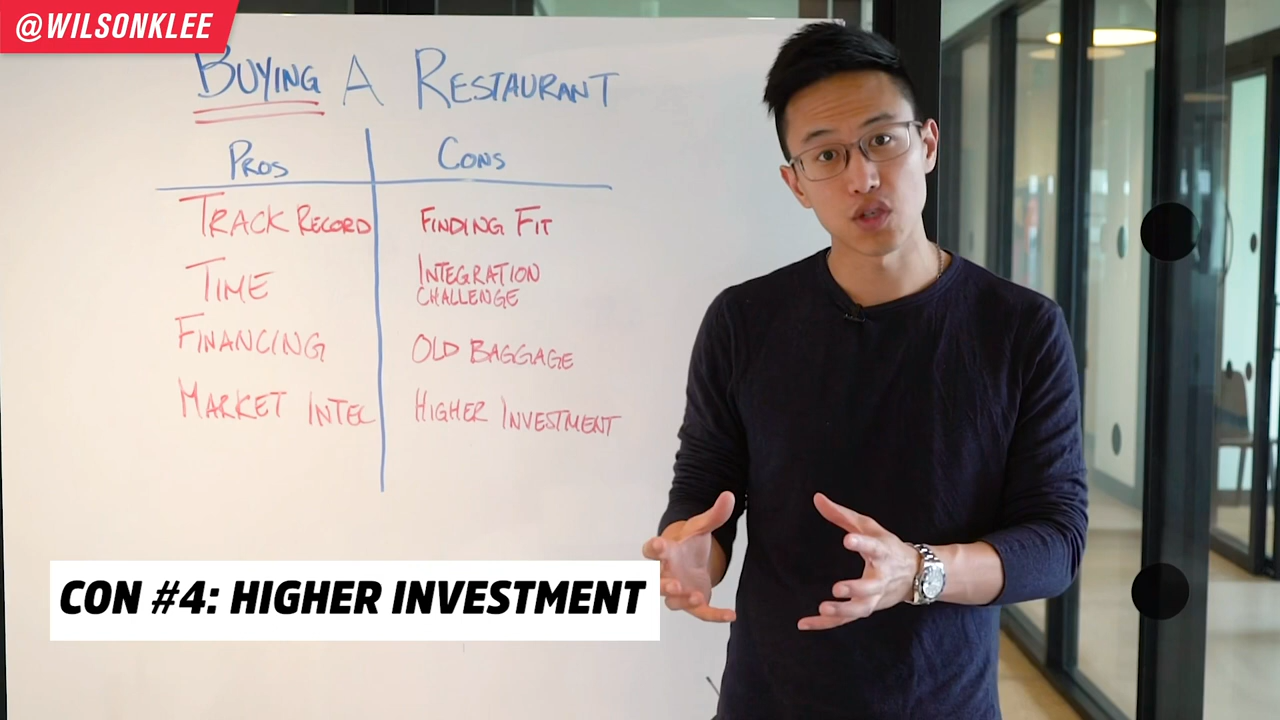 @WILSONKLEE
BUYING A RESTAURANT
PROS
CONS
TRACK RECORD
FINDING FIT
TIME
INTEGRATION
CHALLENGE
FINANCING
OLD BAGGAGE
MARKET INTEL
HIGHER INVESTMENT
CON #4: HIGHER INVESTMENT